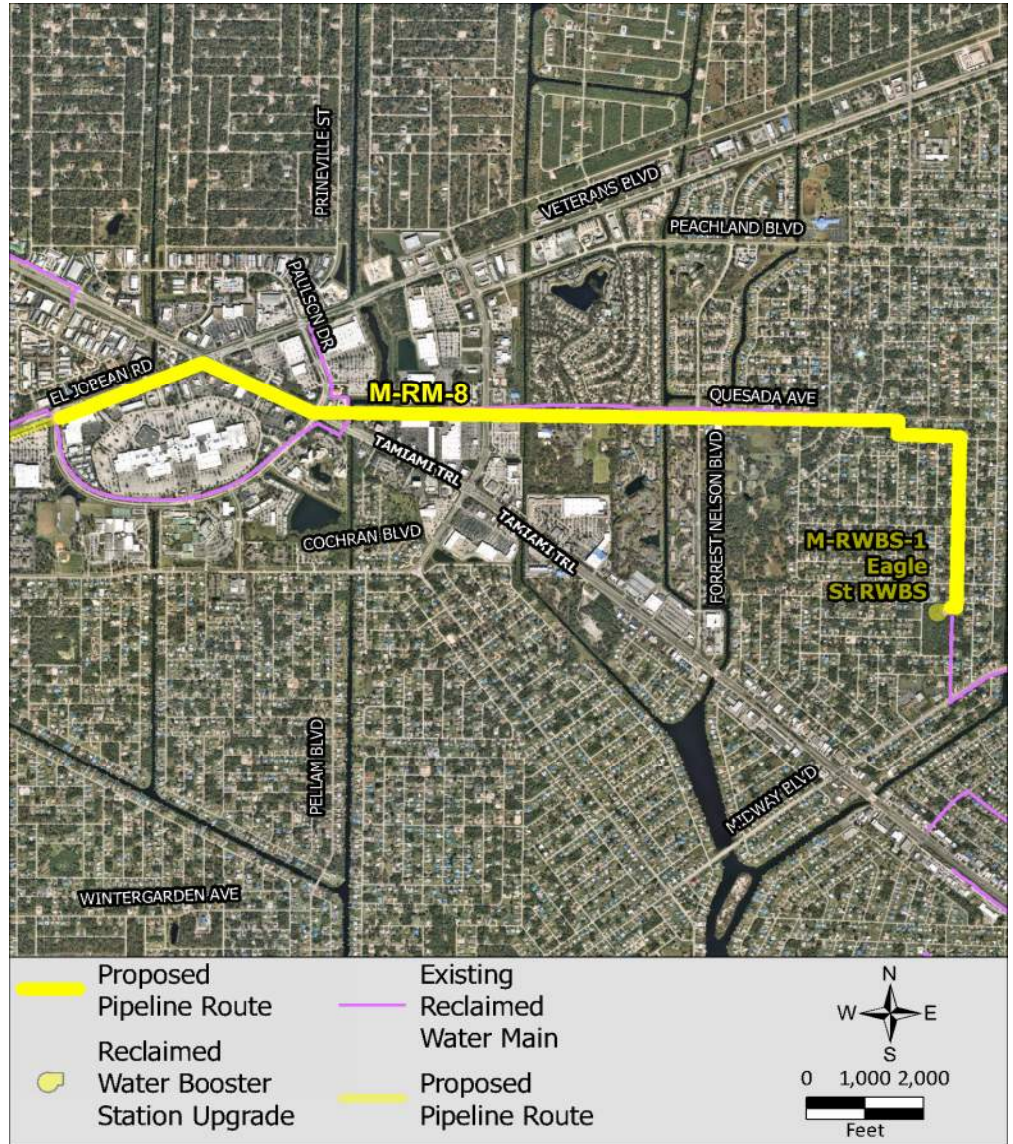 PRINEVILLE ST
VETERANS BLVD
PEACHLAND BLVD
PAULSON DR
EL JOBEAN RD
M-RM-8
QUESADA AVE
TAMIAMI TRL
TAMIAMI TRL
COCHRAN BLVD
FORREST NELSON BLVD
M-RWBS-1
Eagle
St RWBS
PELLAM BLVD
MIDWAY BLVD
WINTERGARDEN AVE
Proposed
Pipeline Route
Reclaimed
Water Booster
Station Upgrade
Existing
Reclaimed
Water Main
Proposed
Pipeline Route
N
W E
S
0 1,000 2,000
Feet